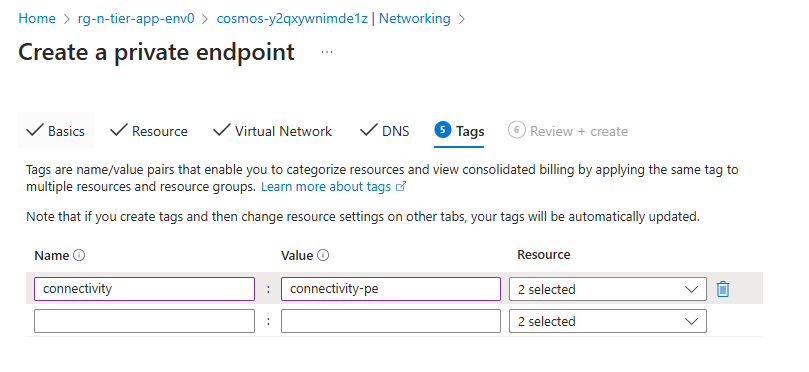 Home > rg-n-tier-app-env0 > cosmos-y2qxywnimde1z | Networking >
Create a private endpoint ...
Basics Resource Virtual Network DNS 5 Tags 6 Review + create
Tags are name/value pairs that enable you to categorize resources and view consolidated billing by applying the same tag to
multiple resources and resource groups. Learn more about tags
Note that if you create tags and then change resource settings on other tabs, your tags will be automatically updated.
Name Value Resource
connectivity : connectivity-pe 2 selected
: 2 selected